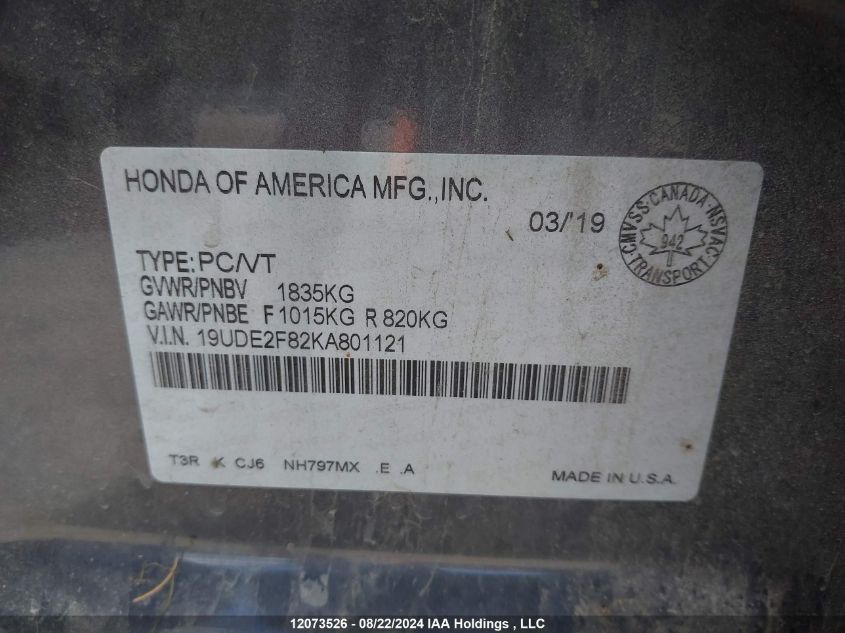 HONDA OF AMERICA MFG.,INC.
03/'19
CMVSS·CANADA·NSVAC
942
TRANSPORT
TYPE: PC/VT
GVWR/PNBV 1835KG
GAWR/PNBE F 1015KG R 820KG
V.I.N. 19UDE2F82KA801121
T3R K CJ6 NH797MX .E .A
MADE IN U.S.A.
12073526 - 08/22/2024 IAA Holdings , LLC